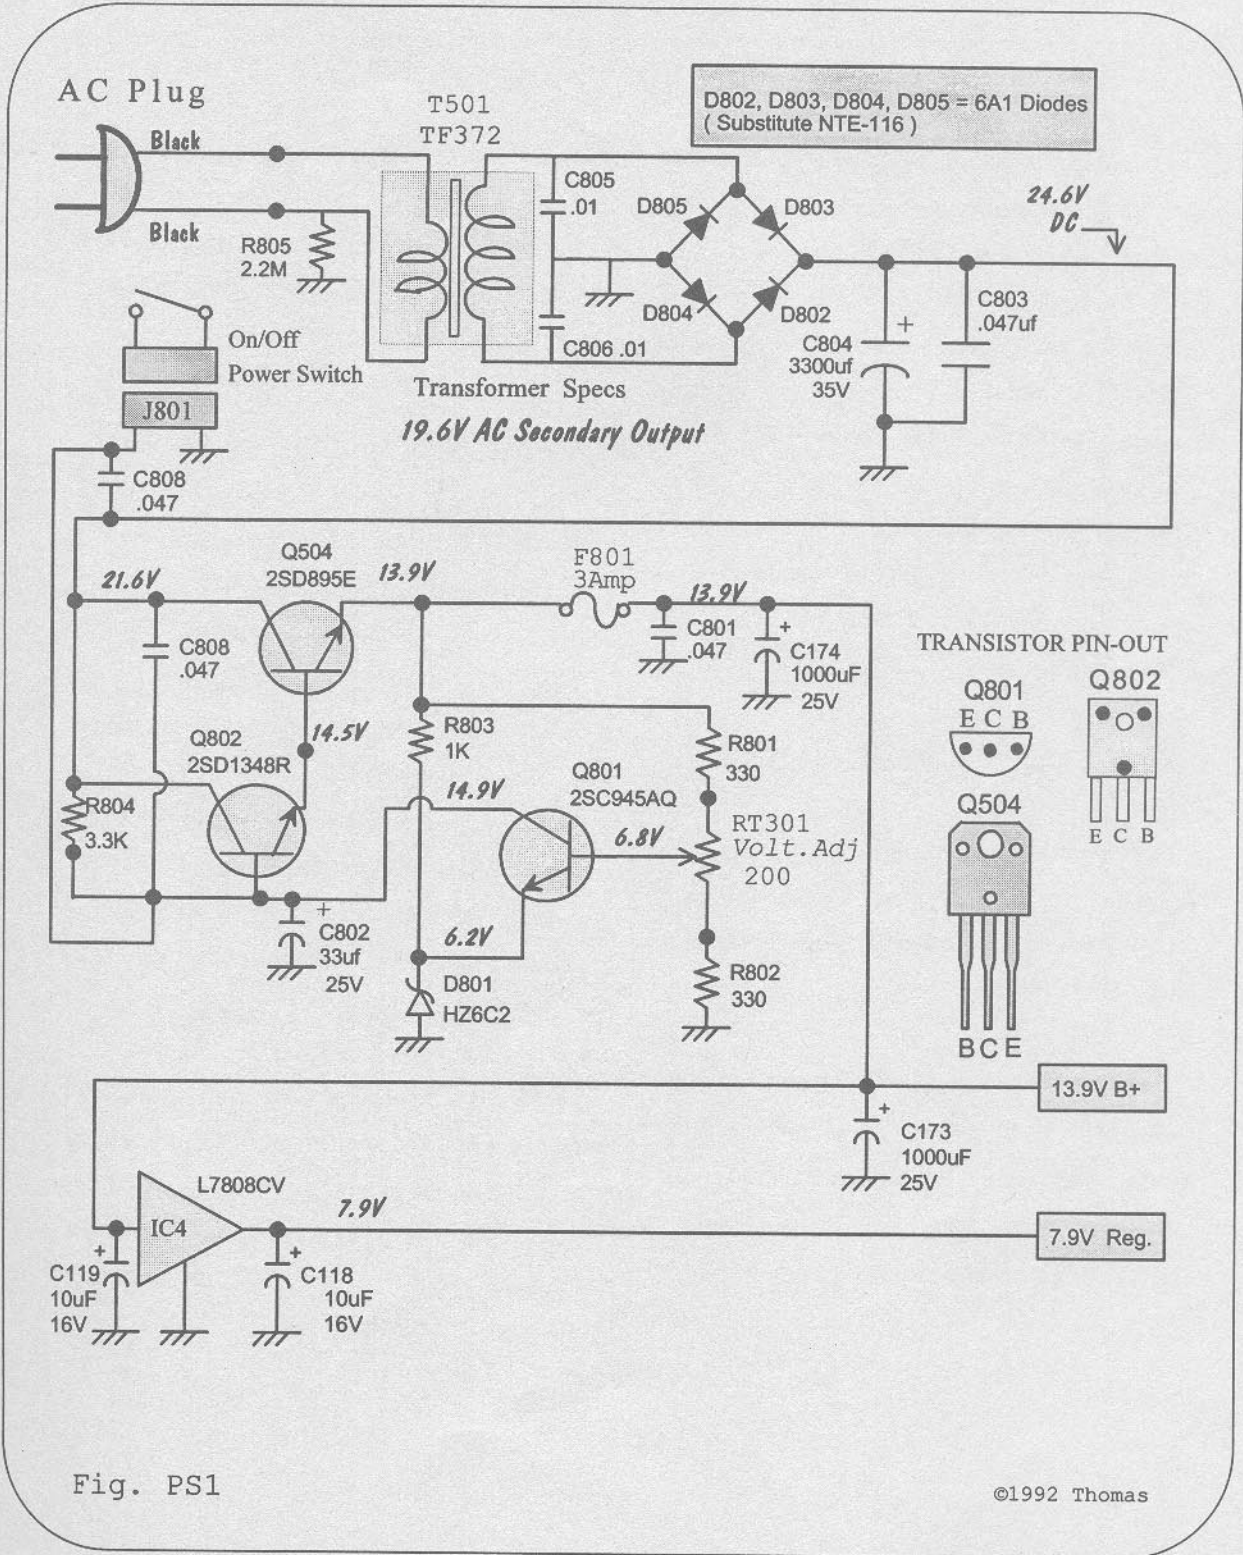 AC Plug
Black
Black
R805
2.2M
T501
TF372
C805
.01
C806 .01
D805
D803
D804
D802
D802, D803, D804, D805 = 6A1 Diodes
( Substitute NTE-116 )
24.6V
DC
+
C804
3300uf
35V
C803
.047uf
On/Off
Power Switch
J801
Transformer Specs
19.6V AC Secondary Output
C808
.047
21.6V
Q504
2SD895E
13.9V
F801
3Amp
13.9V
C808
.047
C801
.047
+
C174
1000uF
25V
Q802
2SD1348R
14.5V
R803
1K
R801
330
R804
3.3K
14.9V
Q801
2SC945AQ
6.8V
RT301
Volt.Adj
200
+
C802
33uf
25V
6.2V
D801
HZ6C2
R802
330
TRANSISTOR PIN-OUT
Q801
E C B
Q802
E C B
Q504
B C E
13.9V B+
+
C173
1000uF
25V
L7808CV
IC4
7.9V
7.9V Reg.
+
C119
10uF
16V
+
C118
10uF
16V
Fig. PS1
©1992 Thomas